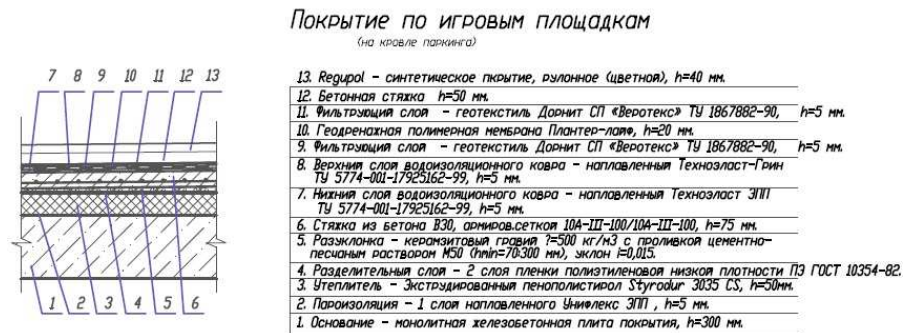 Покрытие по игровым площадкам
(на кровле паркинга)
7 8 9 10 11 12 13
13. Regupol – синтетическое пкрытие, рулонное (цветной), h=40 мм.
12. Бетонная стяжка h=50 мм.
11. Фильтрующий слой – геотекстиль Дорнит СП «Веротекс» ТУ 1867882-90, h=5 мм.
10. Геодренажная полимерная мембрана Плантер-лайф, h=20 мм.
9. Фильтрующий слой – геотекстиль Дорнит СП «Веротекс» ТУ 1867882-90, h=5 мм.
8. Верхний слой водоизоляционного ковра – наплавленный Техноэласт-Грин
ТУ 5774-001-17925162-99, h=5 мм.
7. Нижний слой водоизоляционного ковра – наплавленный Техноэласт ЭПП
ТУ 5774-001-17925162-99, h=5 мм.
6. Стяжка из бетона В30, армиров.сеткой 10А-III-100/10А-III-100, h=75 мм.
5. Разуклонка – керамзитовый гравий ?=500 кг/м3 с проливкой цементно-
песчаным раствором М50 (hmin=70:300 мм), уклон i=0,015.
4. Разделительный слой – 2 слоя пленки полиэтиленовой низкой плотности ПЭ ГОСТ 10354-82.
3. Утеплитель – Экструдированный пенополистирол Styrodur 3035 CS, h=50мм.
2. Пароизоляция – 1 слой наплавленного Унифлекс ЭПП , h=5 мм.
1. Основание – монолитная железобетонная плита покрытия, h=300 мм.
1 2 3 4 5 6